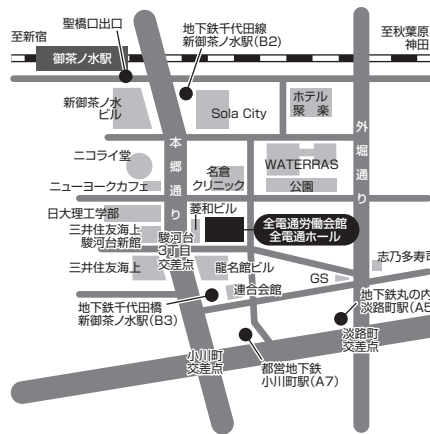 聖橋口出口
至新宿
御茶ノ水駅
地下鉄千代田線
新御茶ノ水駅(B2)
至秋葉原
神田
新御茶ノ水
ビル
Sola City
ホテル
聚楽
外堀通り
本郷通り
ニコライ堂
名倉
クリニック
WATERRAS
公園
ニューヨークカフェ
日大理工学部
菱和ビル
全電通労働会館
全電通ホール
三井住友海上
駿河台新館
駿河台
3丁目
交差点
三井住友海上
龍名館ビル
志乃多寿司
GS
連合会館
地下鉄千代田橋
新御茶ノ水駅(B3)
地下鉄丸の内
淡路町駅(A5
淡路町
交差点
小川町
交差点
都営地下鉄
小川町駅(A7)